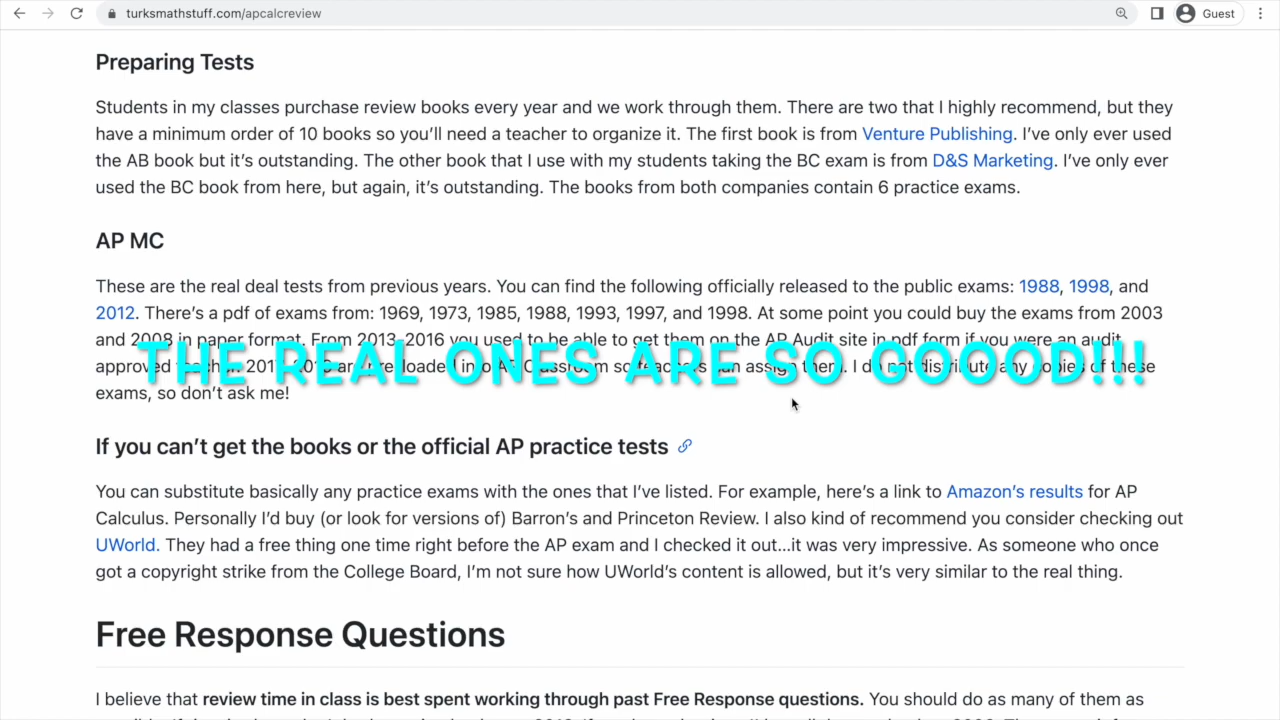 turksmathstuff.com/apcalcreview
Guest
Preparing Tests
Students in my classes purchase review books every year and we work through them. There are two that I highly recommend, but they
have a minimum order of 10 books so you’ll need a teacher to organize it. The first book is from Venture Publishing. I’ve only ever used
the AB book but it’s outstanding. The other book that I use with my students taking the BC exam is from D&S Marketing. I’ve only ever
used the BC book from here, but again, it’s outstanding. The books from both companies contain 6 practice exams.
AP MC
These are the real deal tests from previous years. You can find the following officially released to the public exams: 1988, 1998, and
2012. There’s a pdf of exams from: 1969, 1973, 1985, 1988, 1993, 1997, and 1998. At some point you could buy the exams from 2003
and 2008 in paper format. From 2013-2016 you used to be able to get them on the AP Audit site in pdf form if you were an audit
THE REAL ONES ARE SO GOOOD!!!
approved 2017 AP Classroom so can assign them. I do not distribute any copies of these
exams, so don’t ask me!
If you can’t get the books or the official AP practice tests
You can substitute basically any practice exams with the ones that I’ve listed. For example, here’s a link to Amazon’s results for AP
Calculus. Personally I’d buy (or look for versions of) Barron’s and Princeton Review. I also kind of recommend you consider checking out
UWorld. They had a free thing one time right before the AP exam and I checked it out...it was very impressive. As someone who once
got a copyright strike from the College Board, I’m not sure how UWorld’s content is allowed, but it’s very similar to the real thing.
Free Response Questions
I believe that review time in class is best spent working through past Free Response questions. You should do as many of them as